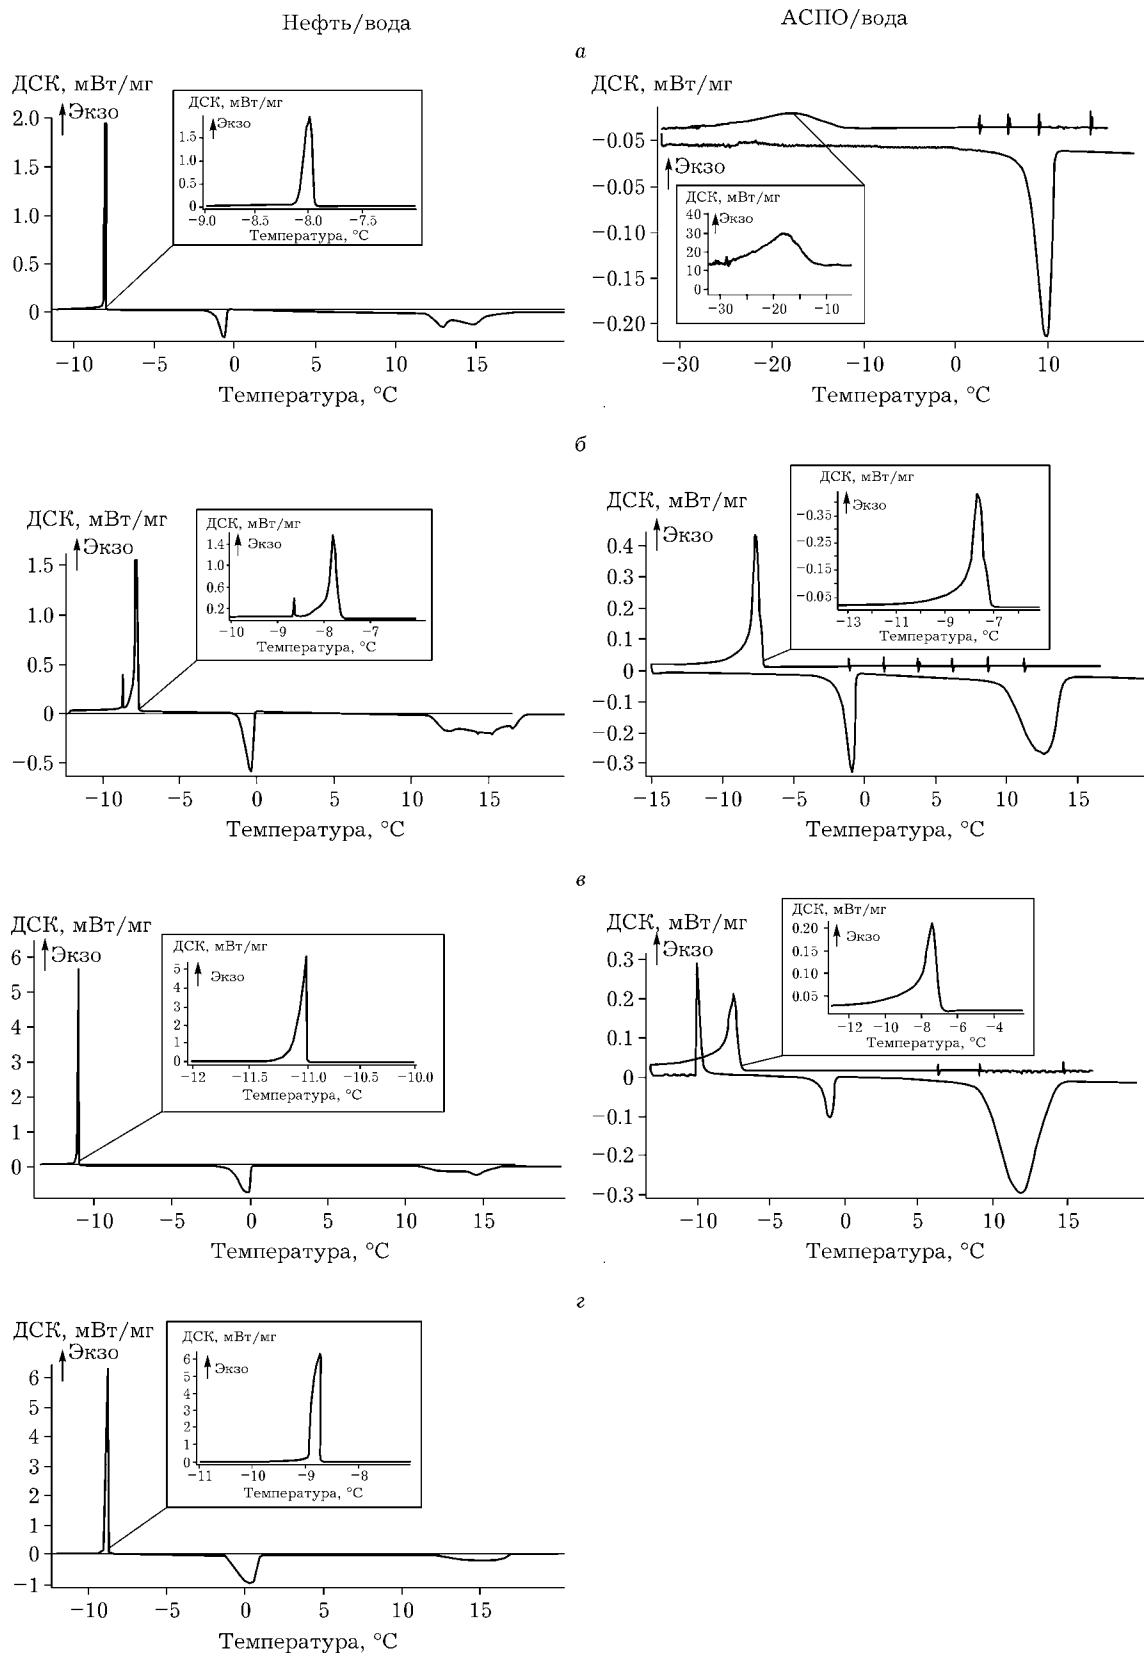 Нефть/вода
АСПО/вода
а
ДСК, мВт/мг
Экзо
2.0
1.5
1.0
0.5
0
−10 −5 0 5 10 15
Температура, °С
ДСК, мВт/мг
Экзо
1.5
1.0
0.5
0
−9.0 −8.5 −8.0 −7.5
Температура, °С
ДСК, мВт/мг
−0.05
Экзо
−0.05
−0.10
−0.15
−0.20
−30 −20 −10 0 10
Температура, °С
ДСК, мВт/мг
Экзо
40
30
20
10
0
−30 −20 −10
б
ДСК, мВт/мг
Экзо
1.5
1.0
0.5
0
−0.5
−10 −5 0 5 10 15
Температура, °С
ДСК, мВт/мг
Экзо
1.4
1.0
0.6
0.2
−10 −9 −8 −7
Температура, °С
ДСК, мВт/мг
Экзо
0.4
0.3
0.2
0.1
0
−0.1
−0.2
−0.3
−15 −10 −5 0 5 10 15
Температура, °С
ДСК, мВт/мг
Экзо
−0.35
−0.25
−0.15
−0.05
−13 −11 −9 −7
Температура, °С
в
ДСК, мВт/мг
Экзо
6
5
4
3
2
1
0
−10 −5 0 5 10 15
Температура, °С
ДСК, мВт/мг
Экзо
5
4
3
2
1
0
−12 −11.5 −11.0 −10.5 −10.0
Температура, °С
ДСК, мВт/мг
Экзо
0.3
0.2
0.1
0
−0.1
−0.2
−0.3
−10 −5 0 5 10 15
Температура, °С
ДСК, мВт/мг
Экзо
0.20
0.15
0.10
0.05
−12 −10 −8 −6 −4
Температура, °С
г
ДСК, мВт/мг
Экзо
6
5
4
3
2
1
0
−1
−10 −5 0 5 10 15
Температура, °С
ДСК, мВт/мг
Экзо
6
5
4
3
2
1
0
−11 −10 −9 −8
Температура, °С